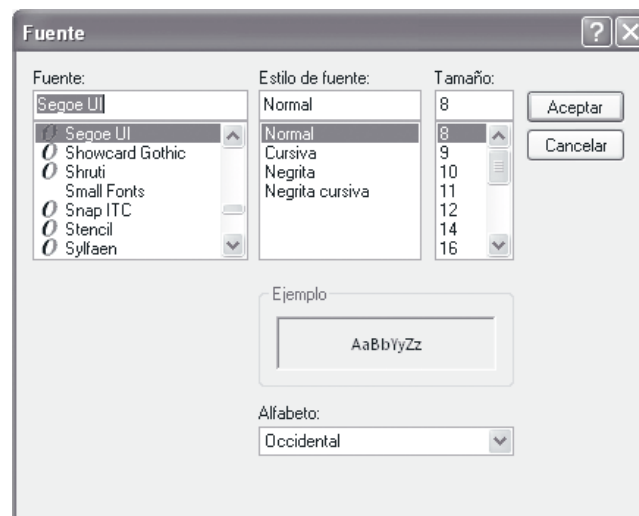 Fuente
Fuente:
Segoe UI
Segoe UI
Showcard Gothic
Shruti
Small Fonts
Snap ITC
Stencil
Sylfaen
Estilo de fuente:
Normal
Normal
Cursiva
Negrita
Negrita cursiva
Tamaño:
8
8
9
10
11
12
14
16
Aceptar
Cancelar
Ejemplo
AaBbYyZz
Alfabeto:
Occidental